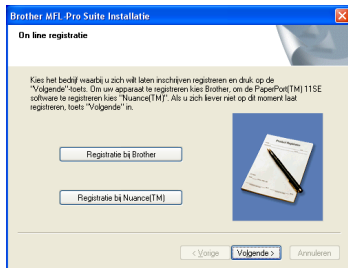 Brother MFL-Pro Suite Installatie
On line registratie
Kies het bedrijf waarbij u zich wilt laten inschrijven registreren en druk op de
"Volgende"-toets. Om uw apparaat te registreren kies Brother, om de PaperPort(TM) 11SE
software te registreren kies "Nuance(TM)". Als u zich liever niet op dit moment laat
registreren, toets "Volgende" in.
Registratie bij Brother
Registratie bij Nuance(TM)
Product Registration
< Vorige
Volgende >
Annuleren